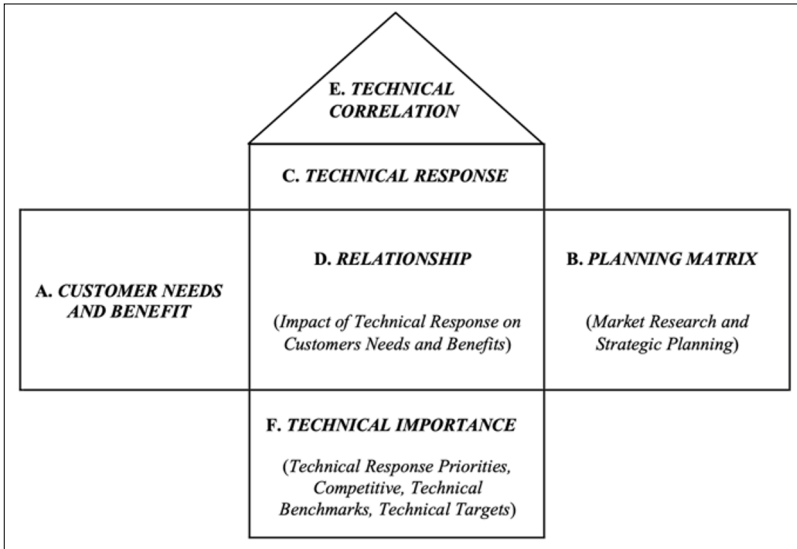 E. TECHNICAL
CORRELATION
C. TECHNICAL RESPONSE
A. CUSTOMER NEEDS
AND BENEFIT
D. RELATIONSHIP
(Impact of Technical Response on
Customers Needs and Benefits)
B. PLANNING MATRIX
(Market Research and
Strategic Planning)
F. TECHNICAL IMPORTANCE
(Technical Response Priorities,
Competitive, Technical
Benchmarks, Technical Targets)